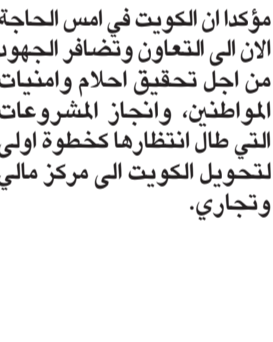 مؤكدا ان الكويت في امس الحاجة
الان الى التعاون وتضافر الجهود
من اجل تحقيق احلام وامنيات
المواطنين، وانجاز المشروعات
التي طال انتظارها كخطوة اولى
لتحويل الكويت الى مركز مالي
وتجاري.